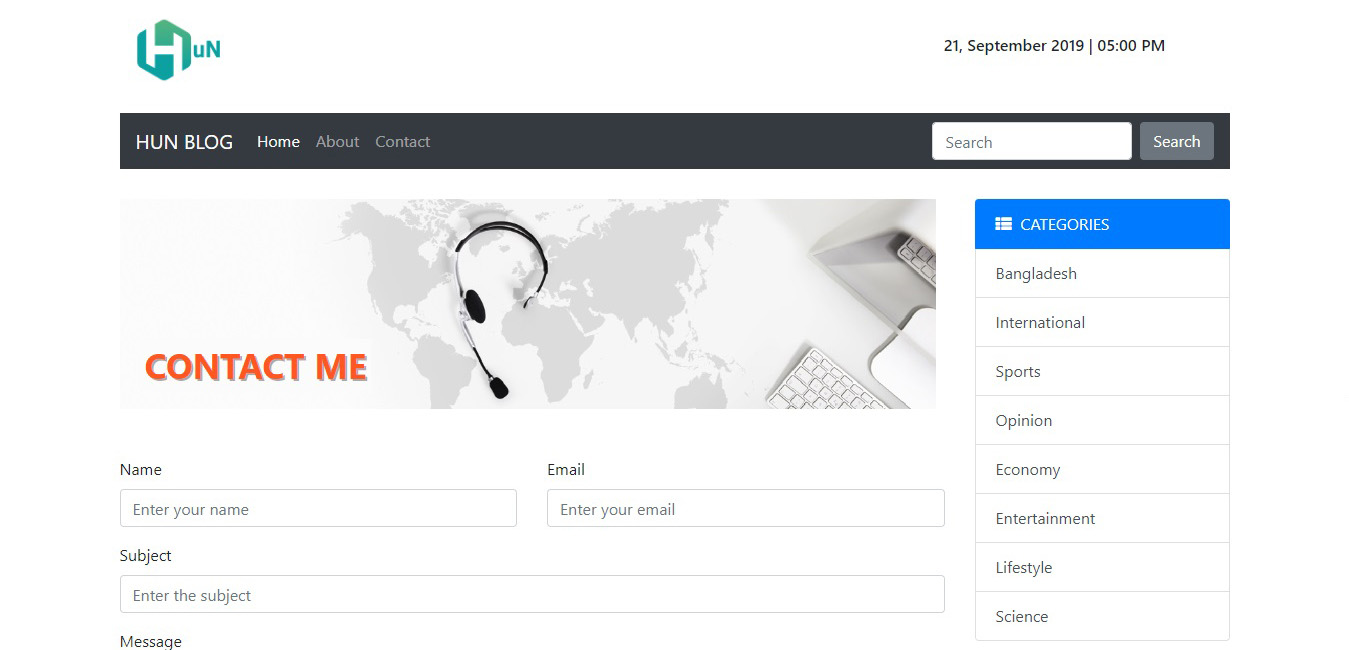 HuN
21, September 2019 | 05:00 PM
HUN BLOG Home About Contact Search Search
CONTACT ME
CATEGORIES
Bangladesh
International
Sports
Opinion
Economy
Entertainment
Lifestyle
Science
Name Email
Enter your name Enter your email
Subject
Enter the subject
Message